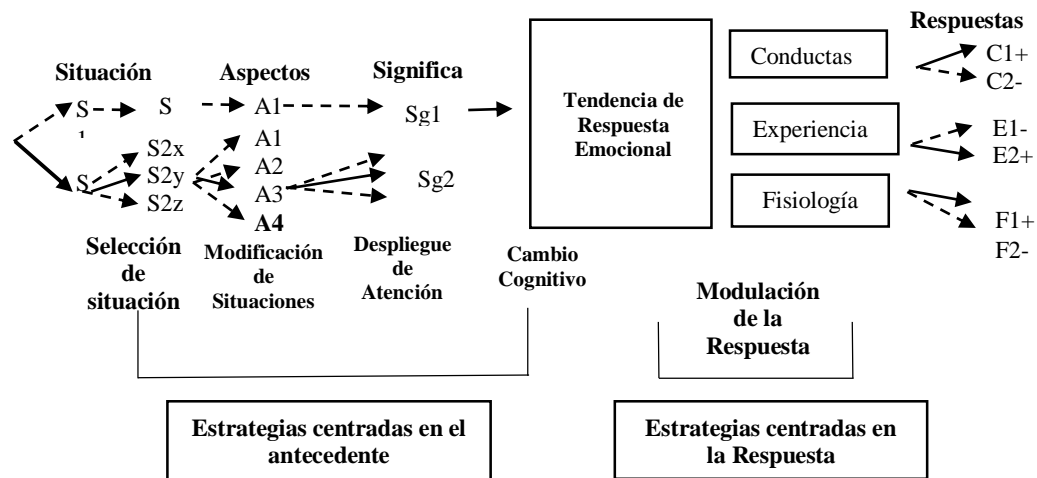 Respuestas
Situación
Aspectos
Significa
Conductas
C1+
C2-
S
1
S
A1
Sg1
Tendencia de
Respuesta
Emocional
Experiencia
E1-
E2+
S
S2x
S2y
S2z
A1
A2
A3
A4
Sg2
Fisiología
F1+
F2-
Selección
de
situación
Modificación
de
Situaciones
Despliegue
de
Atención
Cambio
Cognitivo
Modulación
de la
Respuesta
Estrategias centradas en el
antecedente
Estrategias centradas en
la Respuesta